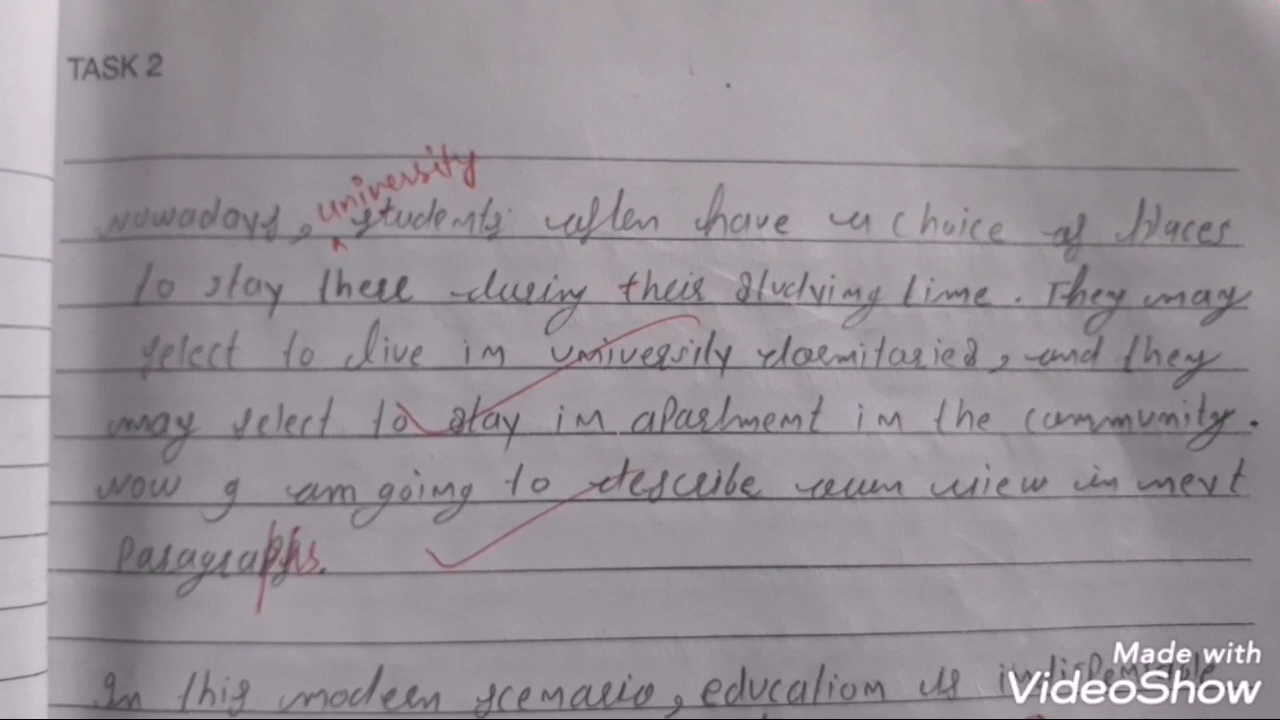 TASK 2
university
nowadays, students often have a choice of places
to stay there during their studying time. They may
select to live in university dormitaries, and they
may select to stay in apartment in the community.
now I am going to describe own view in next
paragraphs.
In this modern scenario, education is indispensable
Made with
VideoShow